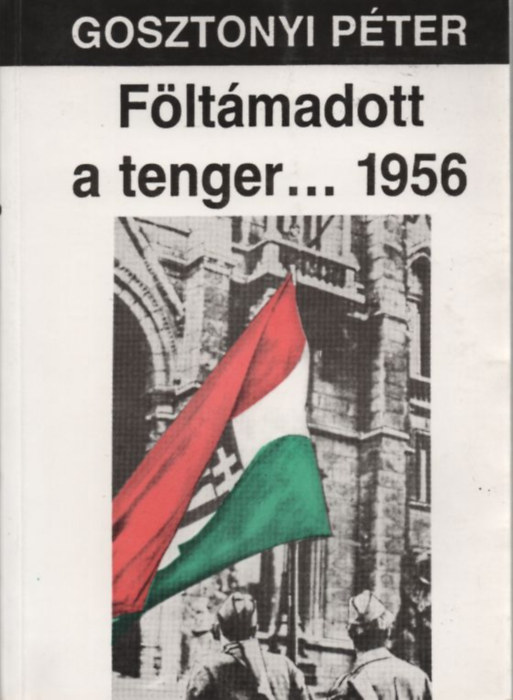 GOSZTONYI PÉTER
Föltámadott
a tenger... 1956